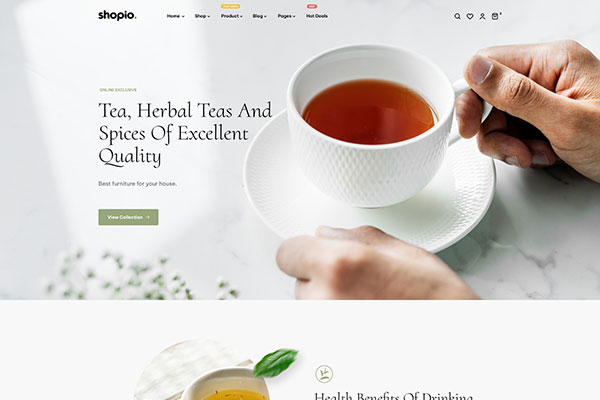 shopio.
Home Shop Product Blog Pages Hot Deals
0
ONLINE EXCLUSIVE
Tea, Herbal Teas And
Spices Of Excellent
Quality
Best furniture for your house.
View Collection →
Health Benefits Of Drinking